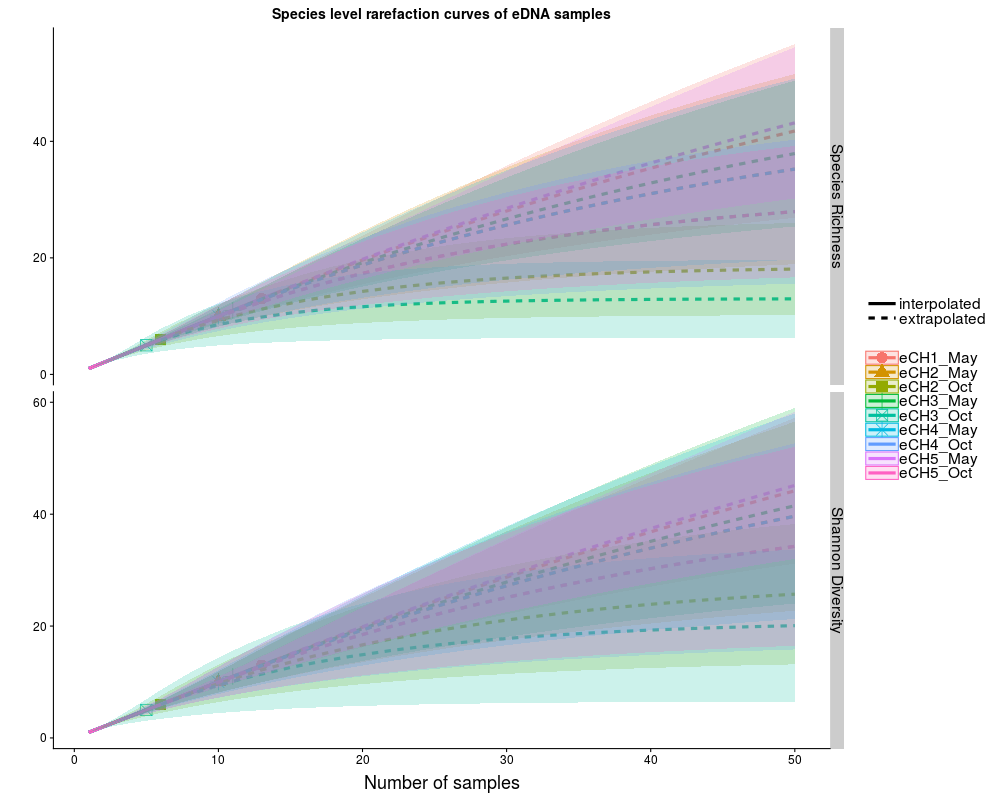 Species level rarefaction curves of eDNA samples
40
20
0
Species Richness
60
40
20
0
Shannon Diversity
0 10 20 30 40 50
Number of samples
interpolated
extrapolated
eCH1_May
eCH2_May
eCH2_Oct
eCH3_May
eCH3_Oct
eCH4_May
eCH4_Oct
eCH5_May
eCH5_Oct